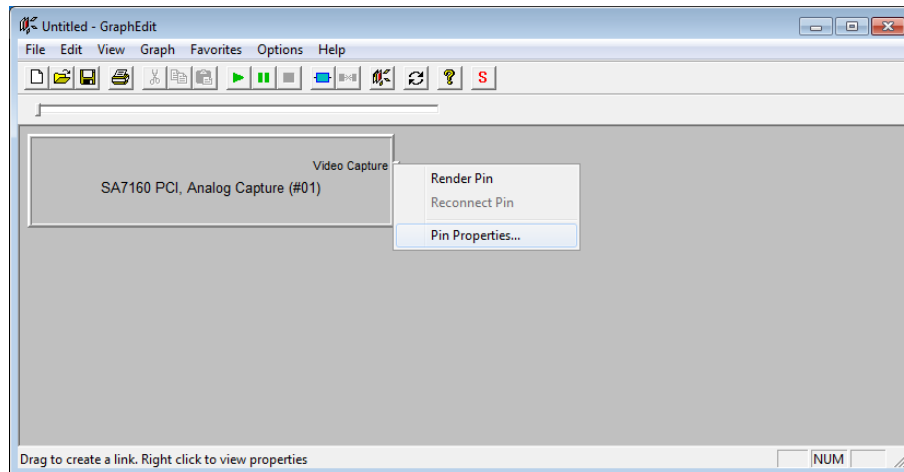 Untitled - GraphEdit
File Edit View Graph Favorites Options Help
S
Video Capture
SA7160 PCI, Analog Capture (#01)
Render Pin
Reconnect Pin
Pin Properties...
Drag to create a link. Right click to view properties
NUM